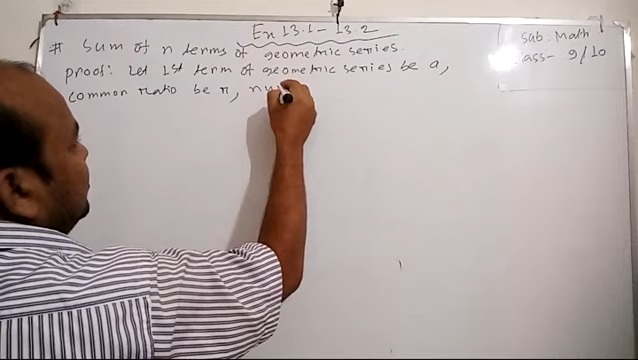 Ex 13.1 - 13.2
# Sum of n terms of geometric series.
proof: Let 1st term of geometric series be a,
common ratio be r, nu
Sub: Math
Class- 9/10